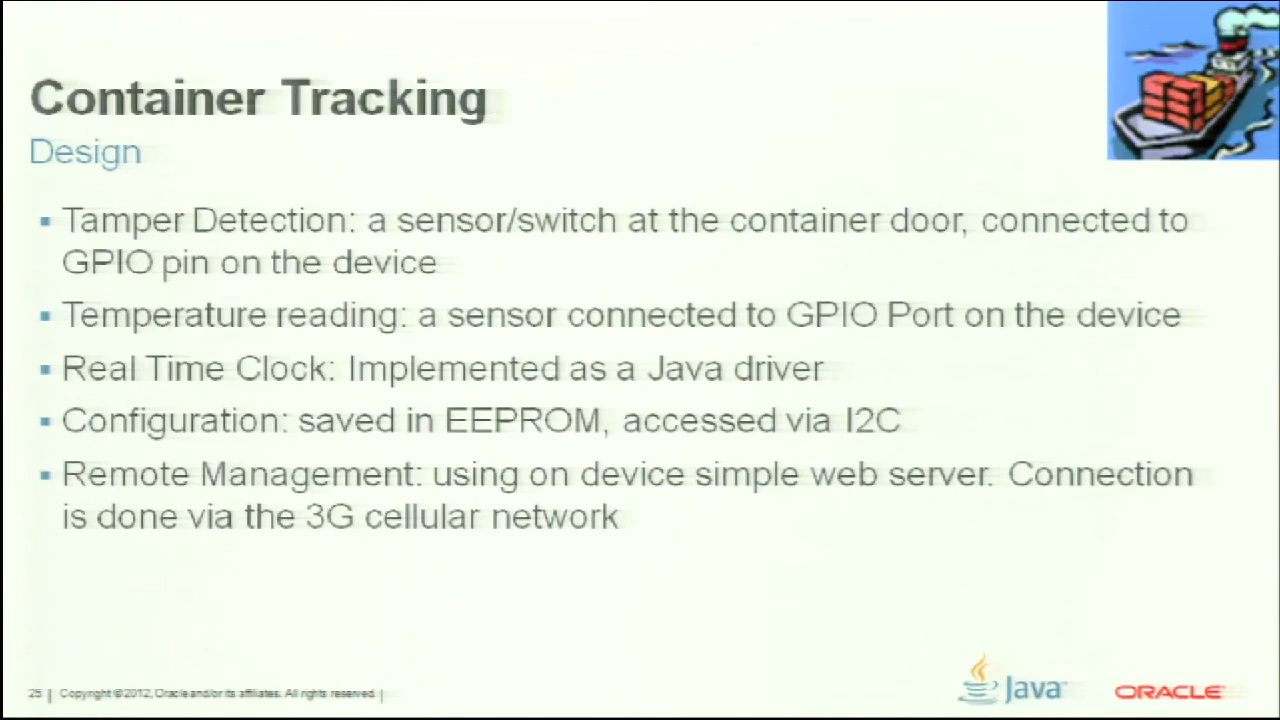 Container Tracking
Design
Tamper Detection: a sensor/switch at the container door, connected to
GPIO pin on the device
Temperature reading: a sensor connected to GPIO Port on the device
Real Time Clock: Implemented as a Java driver
Configuration: saved in EEPROM, accessed via I2C
Remote Management: using on device simple web server. Connection
is done via the 3G cellular network
25 | Copyright © 2012, Oracle and/or its affiliates. All rights reserved. |
Java
ORACLE